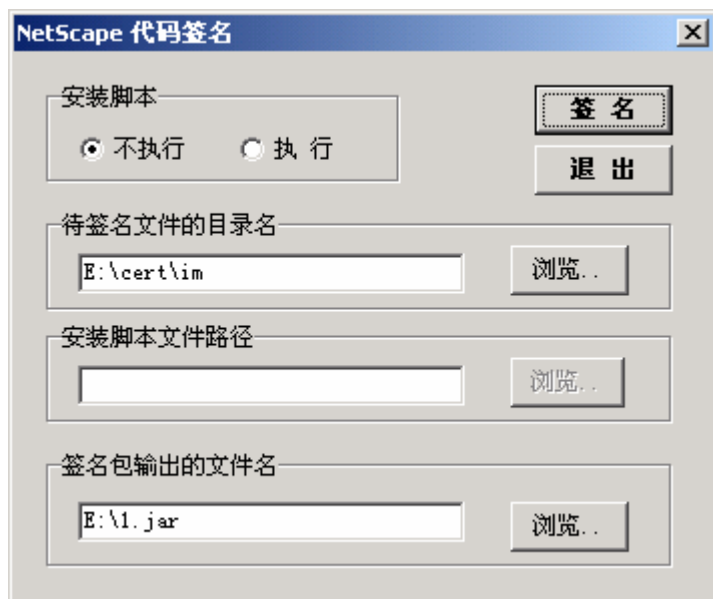 NetScape 代码签名
安装脚本
不执行 执 行
签 名
退 出
待签名文件的目录名
E:\cert\im
浏览..
安装脚本文件路径
浏览..
签名包输出的文件名
E:\1.jar
浏览..